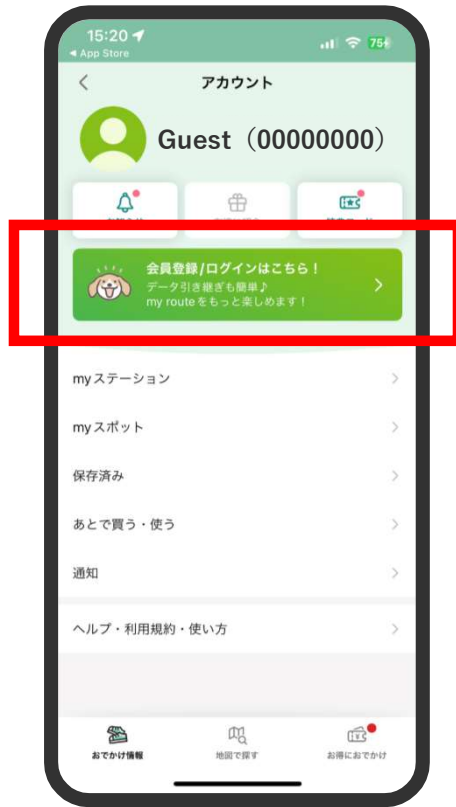 15:20
◀ App Store
75
アカウント
Guest（00000000）
会員登録/ログインはこちら！
データ引き継ぎも簡単♪
my routeをもっと楽しめます！
myステーション
myスポット
保存済み
あとで買う・使う
通知
ヘルプ・利用規約・使い方
おでかけ情報
地図で探す
お得におでかけ